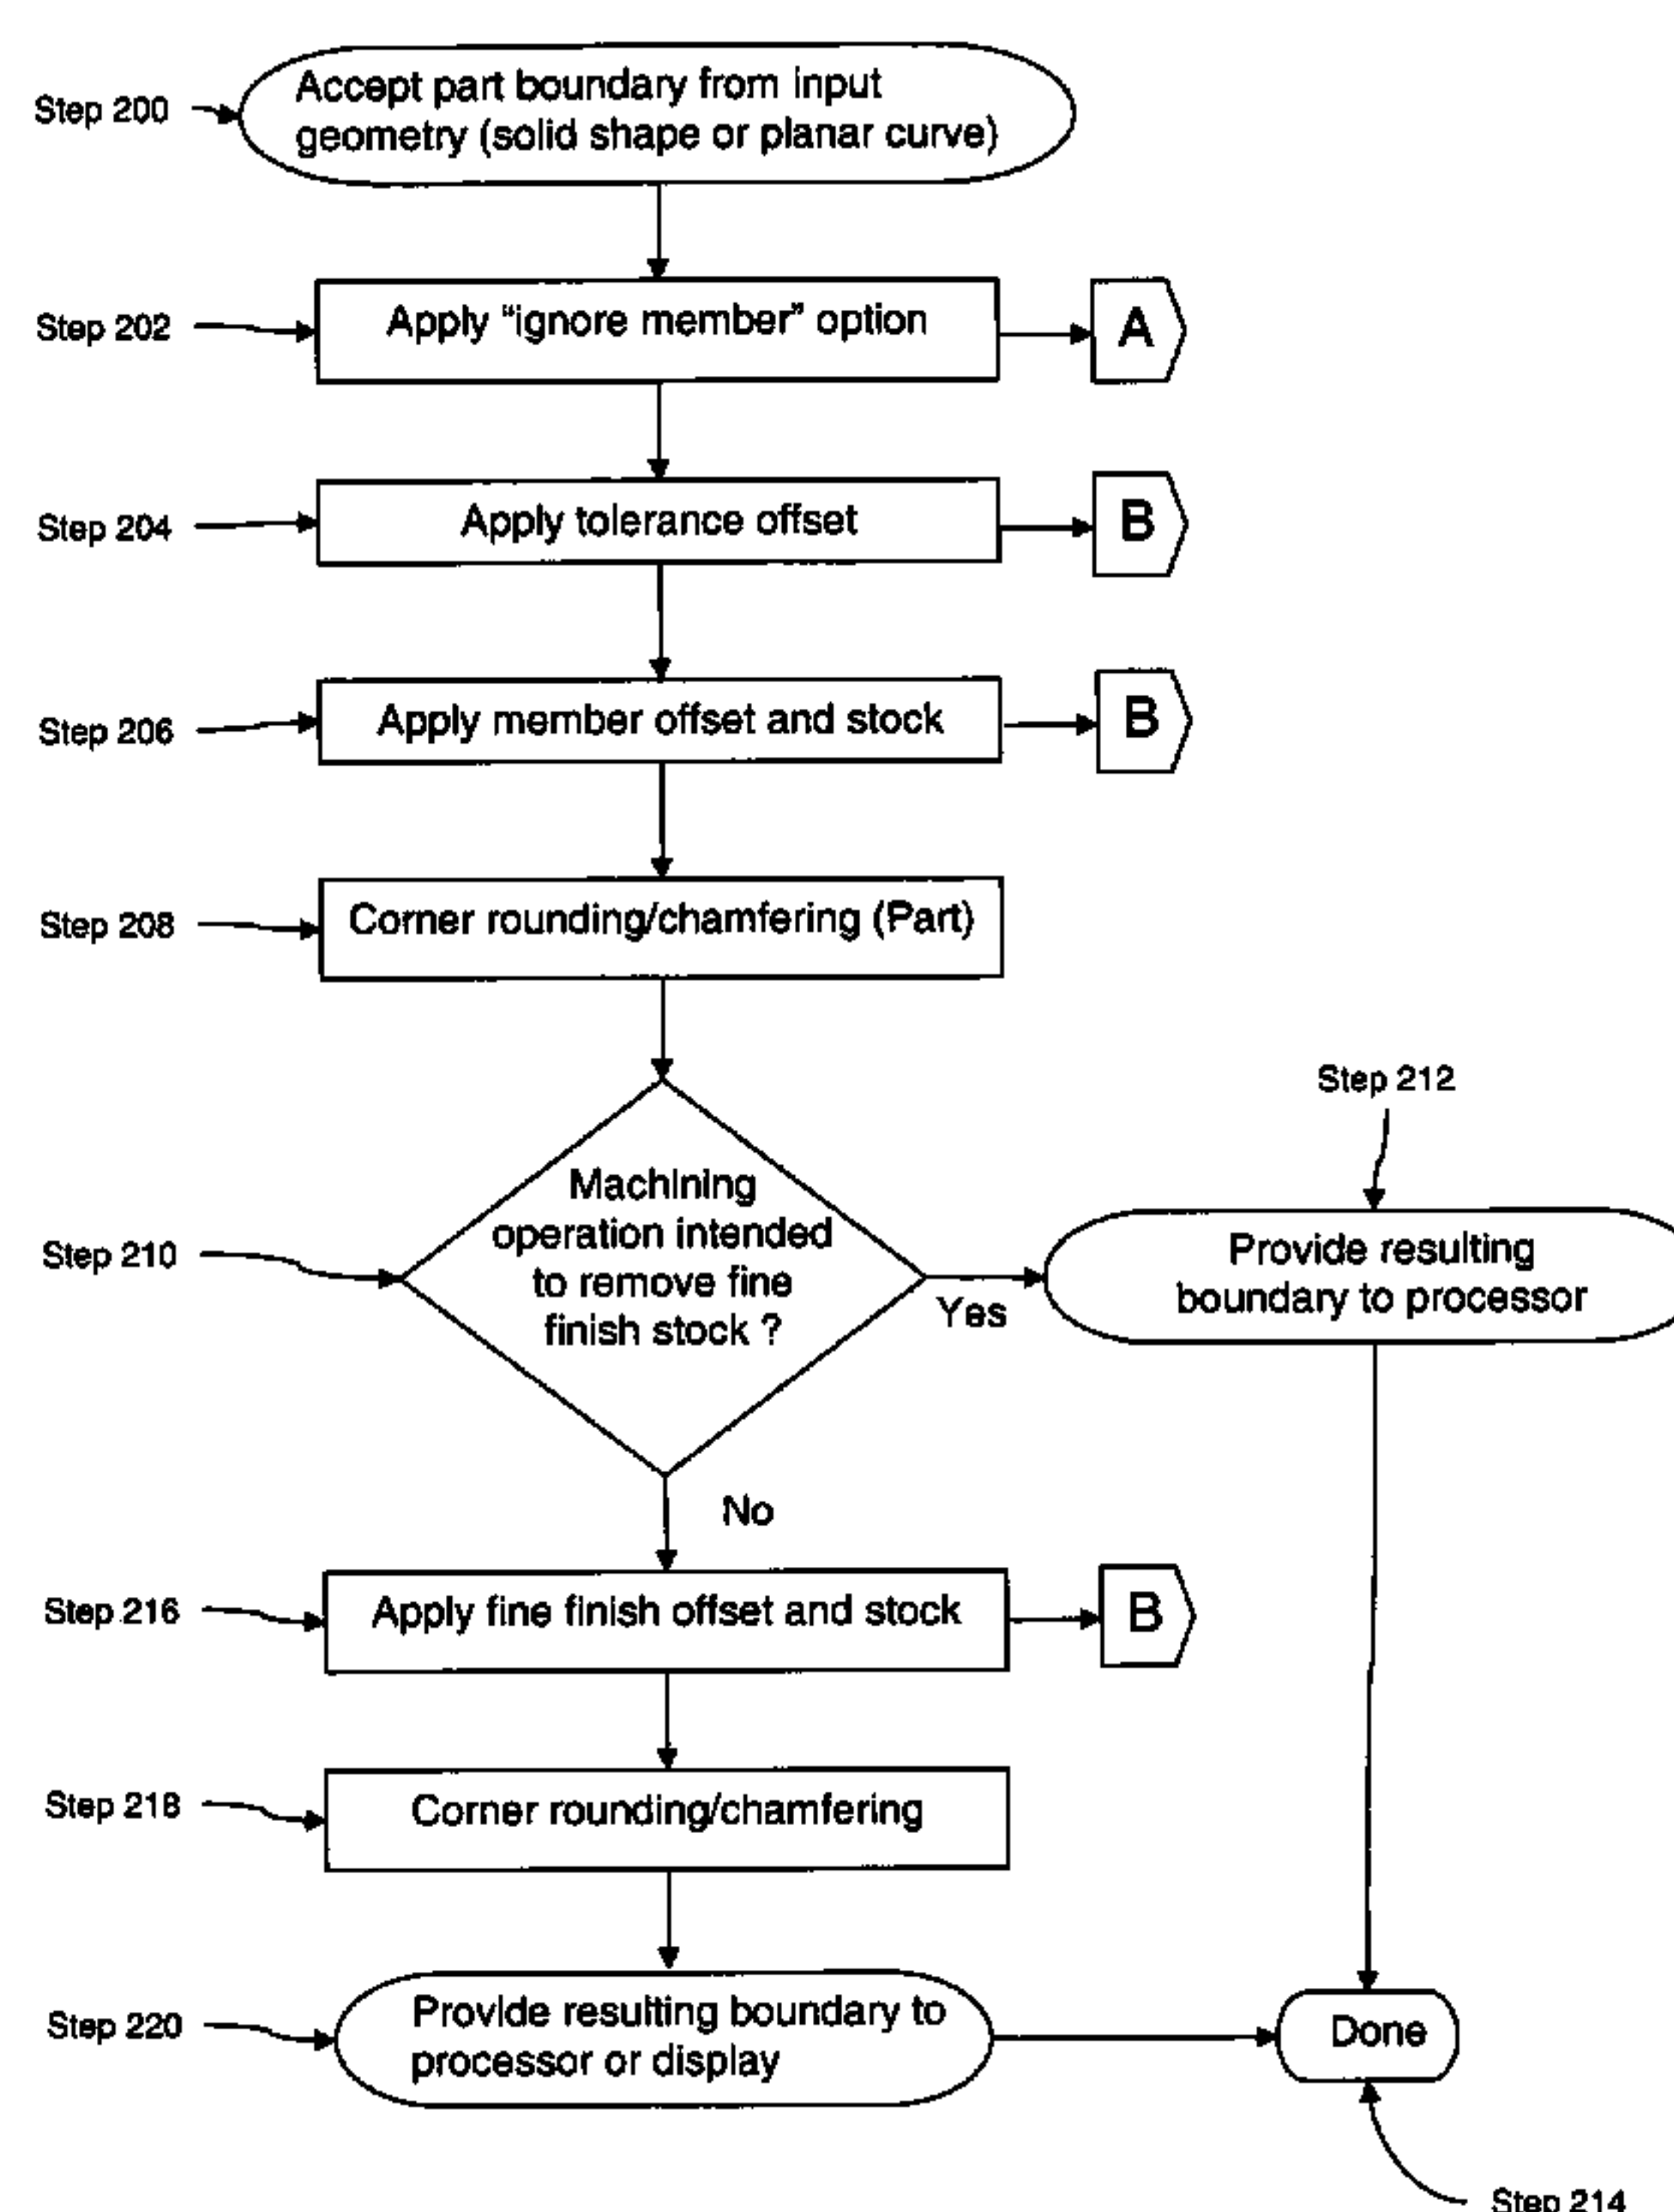 Step 200
Accept part boundary from input
geometry (solid shape or planar curve)
Step 202
Apply "ignore member" option
A
Step 204
Apply tolerance offset
B
Step 206
Apply member offset and stock
B
Step 208
Corner rounding/chamfering (Part)
Step 210
Machining
operation intended
to remove fine
finish stock ?
Yes
Step 212
Provide resulting
boundary to processor
No
Step 216
Apply fine finish offset and stock
B
Step 218
Corner rounding/chamfering
Step 220
Provide resulting boundary to
processor or display
Done
Step 214